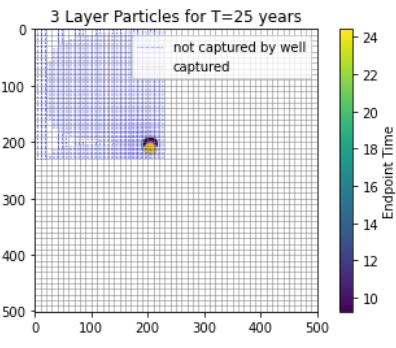 3 Layer Particles for T=25 years
not captured by well
captured
0
100
200
300
400
500
0 100 200 300 400 500
24
22
20
18
16
14
12
10
Endpoint Time